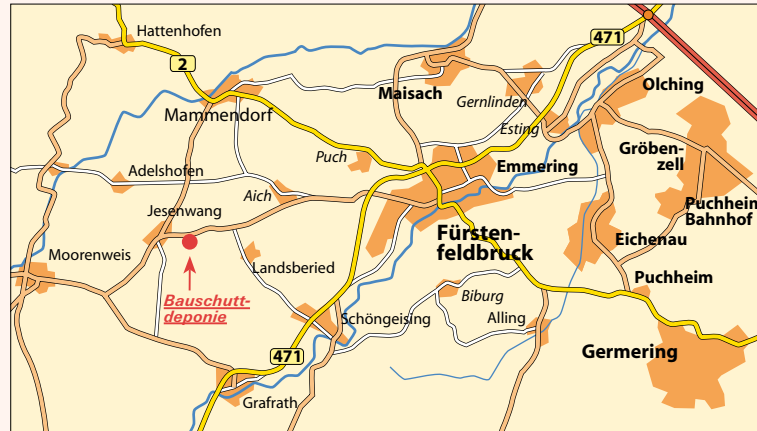 Hattenhofen
471
2
Maisach
Olching
Gernlinden
Mammendorf
Esting
Puch
Emmering
Gröben-
zell
Adelshofen
Aich
Puchheim
Bahnhof
Jesenwang
Fürsten-
feldbruck
Eichenau
Moorenweis
Landsberied
Puchheim
Biburg
Bauschutt-
deponie
Schöngeising
Alling
Germering
471
Grafrath